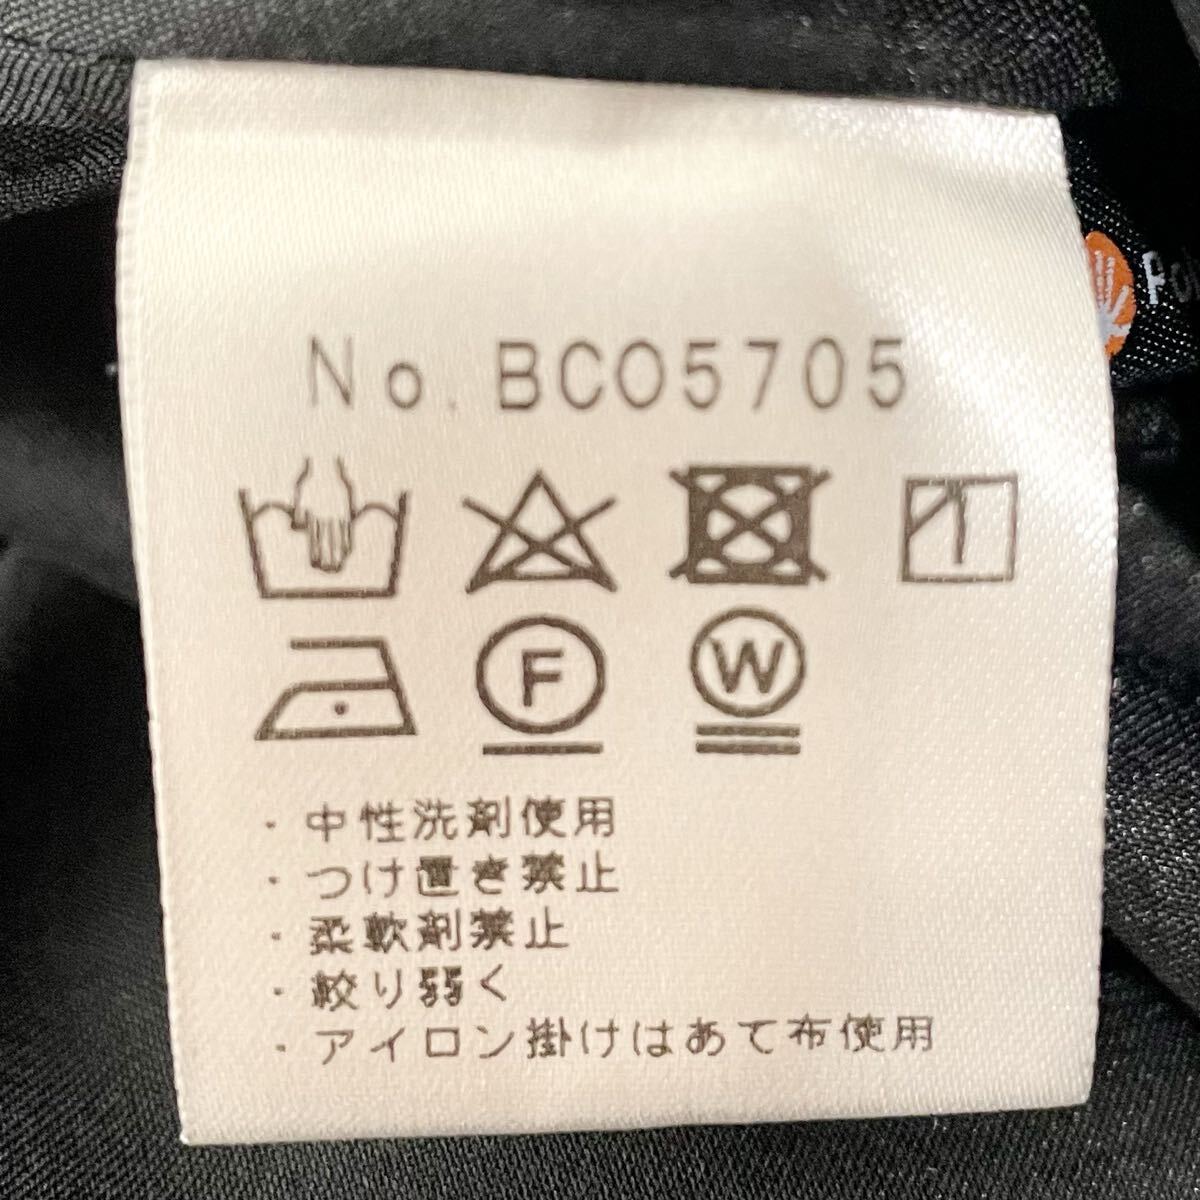 No. BCO5705
F
W
・中性洗剤使用
・つけ置き禁止
・柔軟剤禁止
・絞り弱く
・アイロン掛けはあて布使用